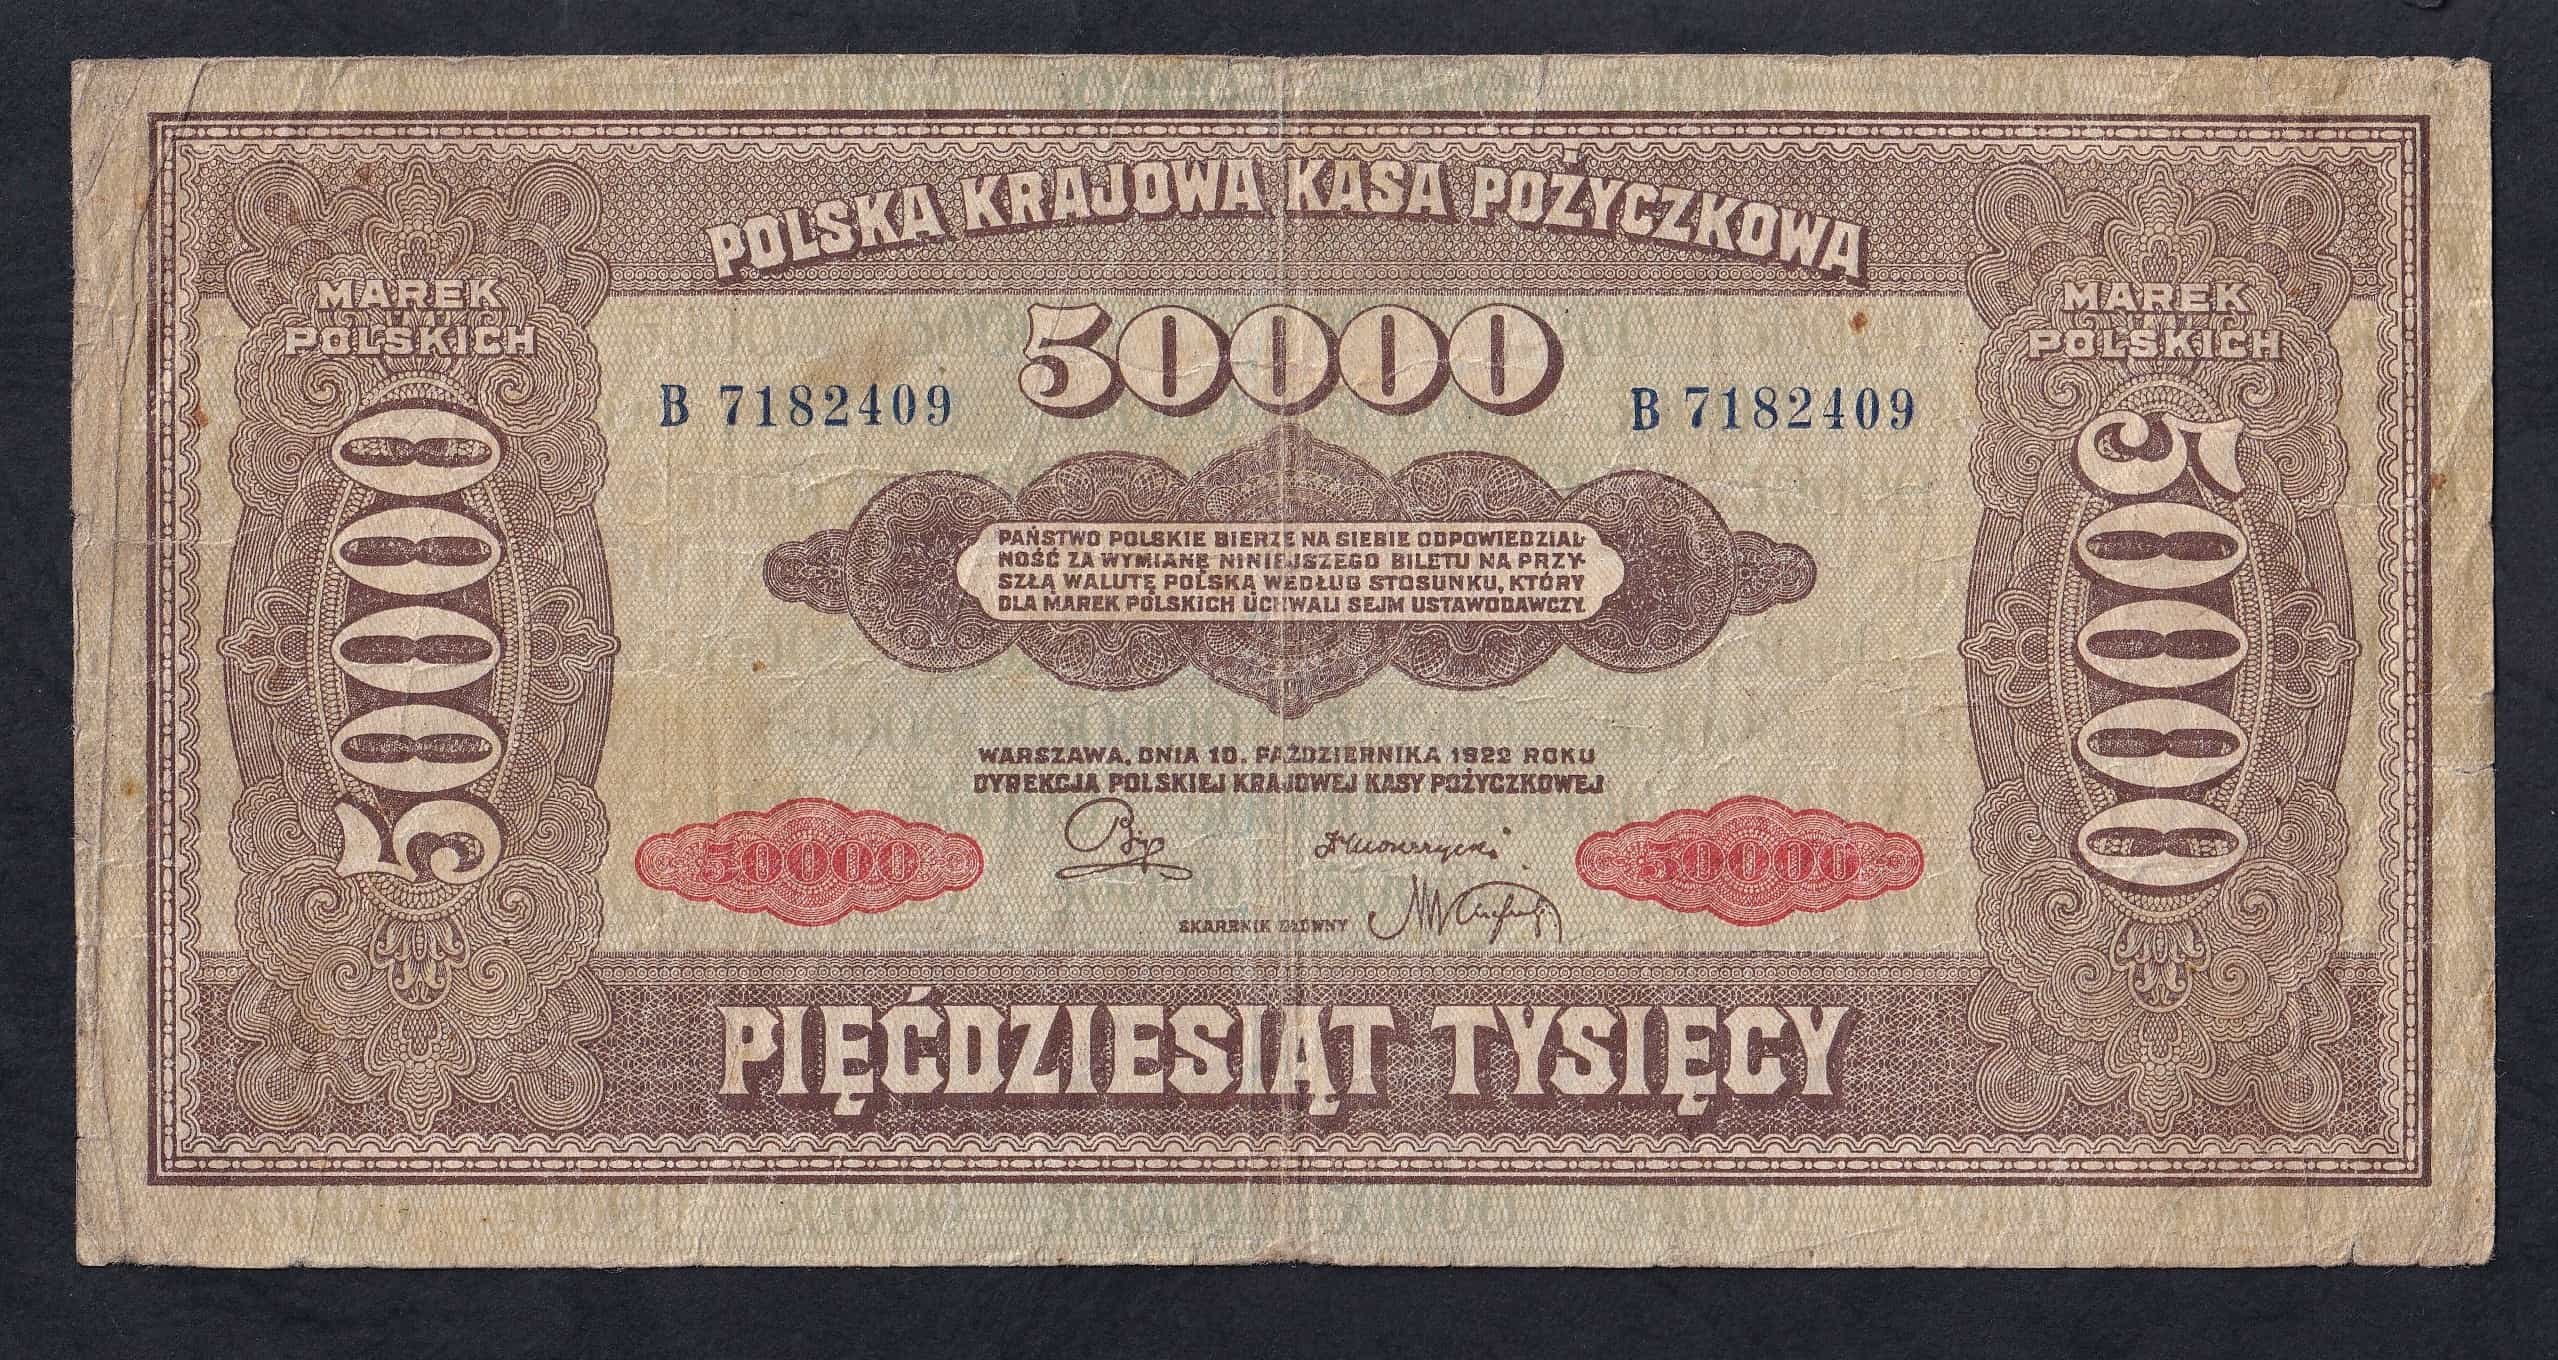 POLSKA KRAJOWA KASA POŻYCZKOWA
MAREK
POLSKICH
50000
MAREK
POLSKICH
50000
50000
B 7182409
B 7182409
PAŃSTWO POLSKIE BIERZE NA SIEBIE ODPOWIEDZIAL-
NOŚĆ ZA WYMIANĘ NINIEJSZEGO BILETU NA PRZY-
SZŁĄ WALUTĘ POLSKĄ WEDŁUG STOSUNKU, KTÓRY
DLA MAREK POLSKICH UCHWALI SEJM USTAWODAWCZY.
WARSZAWA, DNIA 10. PAŹDZIERNIKA 1922 ROKU
DYREKCJA POLSKIEJ KRAJOWEJ KASY POŻYCZKOWEJ
50000
50000
SKARBNIK GŁÓWNY
PIĘĆDZIESIĄT TYSIĘCY